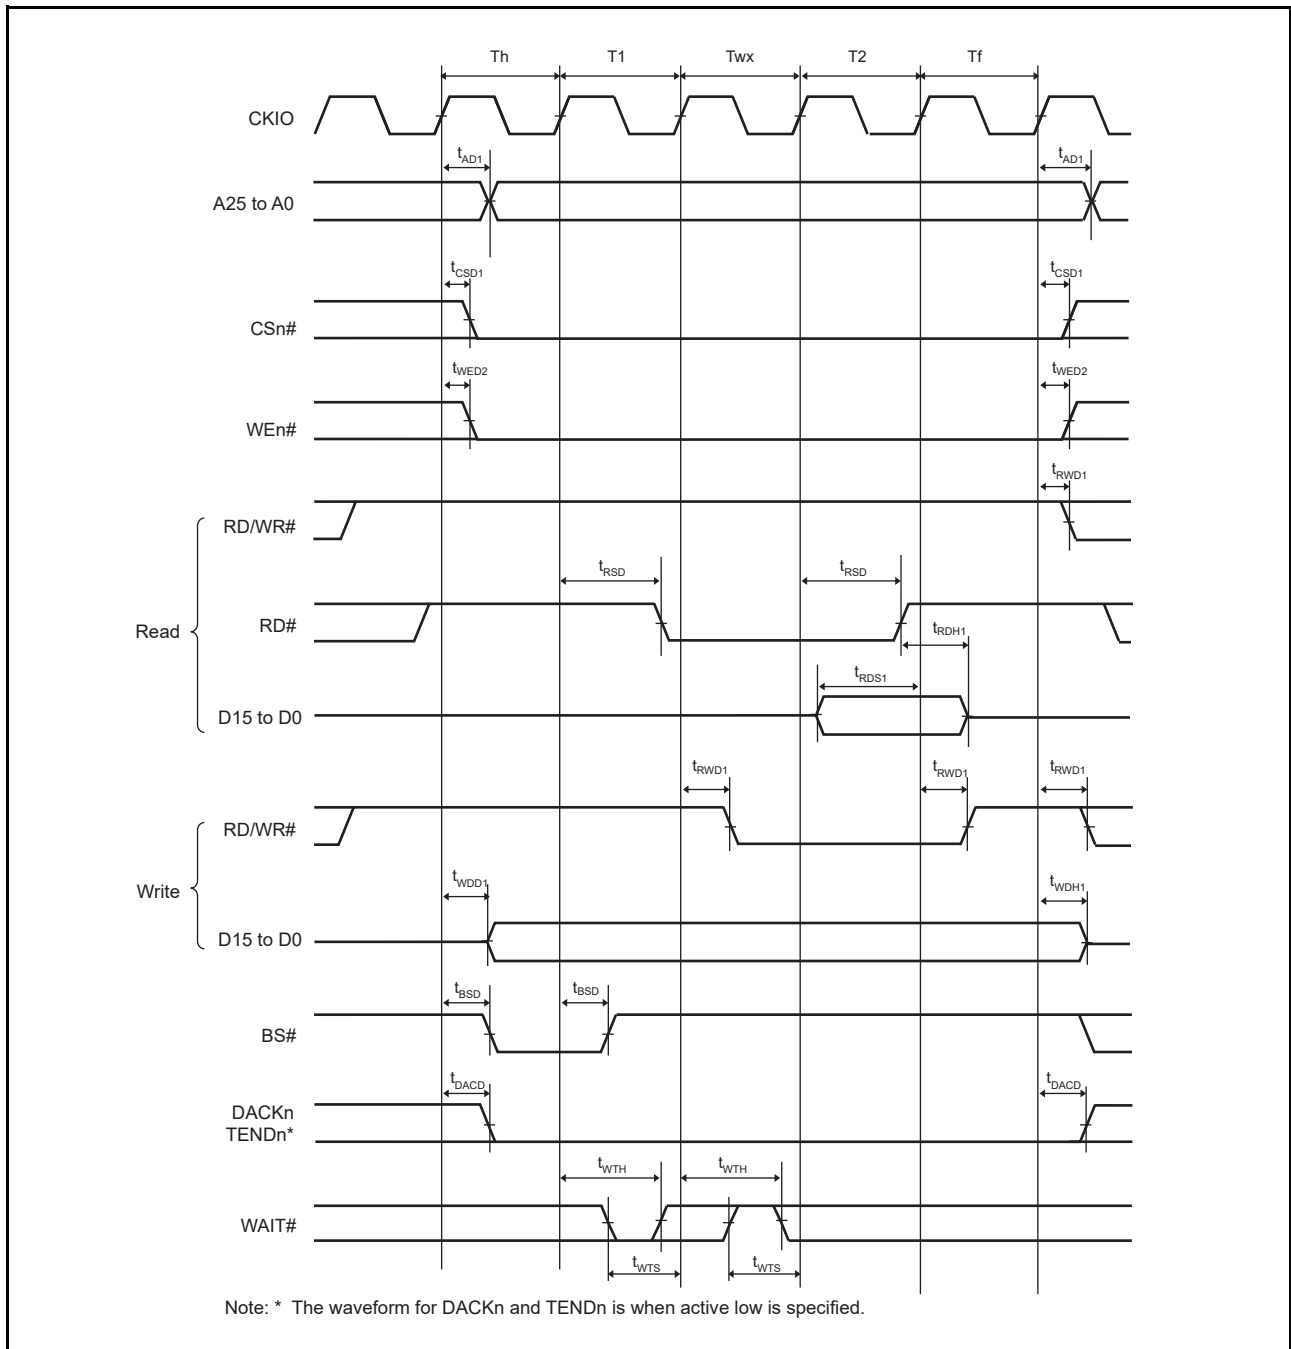 Th T1 Twx T2 Tf
CKIO
tAD1 tAD1
A25 to A0
tCSD1 tCSD1
CSn#
tWED2 tWED2
WEn#
tRWD1
RD/WR#
tRSD tRSD
Read
RD#
tRDH1
tRDS1
D15 to D0
tRWD1 tRWD1 tRWD1
RD/WR#
tWDD1 tWDH1
Write
D15 to D0
tBSD tBSD
BS#
tDACD tDACD
DACKn
TENDn*
tWTH tWTH
WAIT#
tWTS tWTS
Note: * The waveform for DACKn and TENDn is when active low is specified.